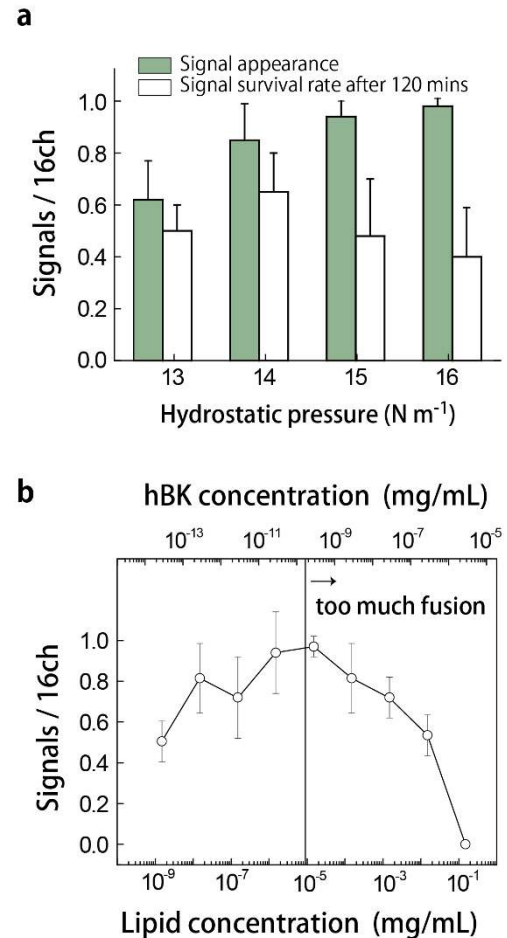 a
Signal appearance
Signal survival rate after 120 mins
1.0
0.8
0.6
0.4
0.2
0.0
Signals / 16ch
13 14 15 16
Hydrostatic pressure (N m⁻¹)
b
hBK concentration (mg/mL)
10⁻¹³ 10⁻¹¹ 10⁻⁹ 10⁻⁷ 10⁻⁵
too much fusion
1.0
0.8
0.6
0.4
0.2
0.0
Signals / 16ch
10⁻⁹ 10⁻⁷ 10⁻⁵ 10⁻³ 10⁻¹
Lipid concentration (mg/mL)